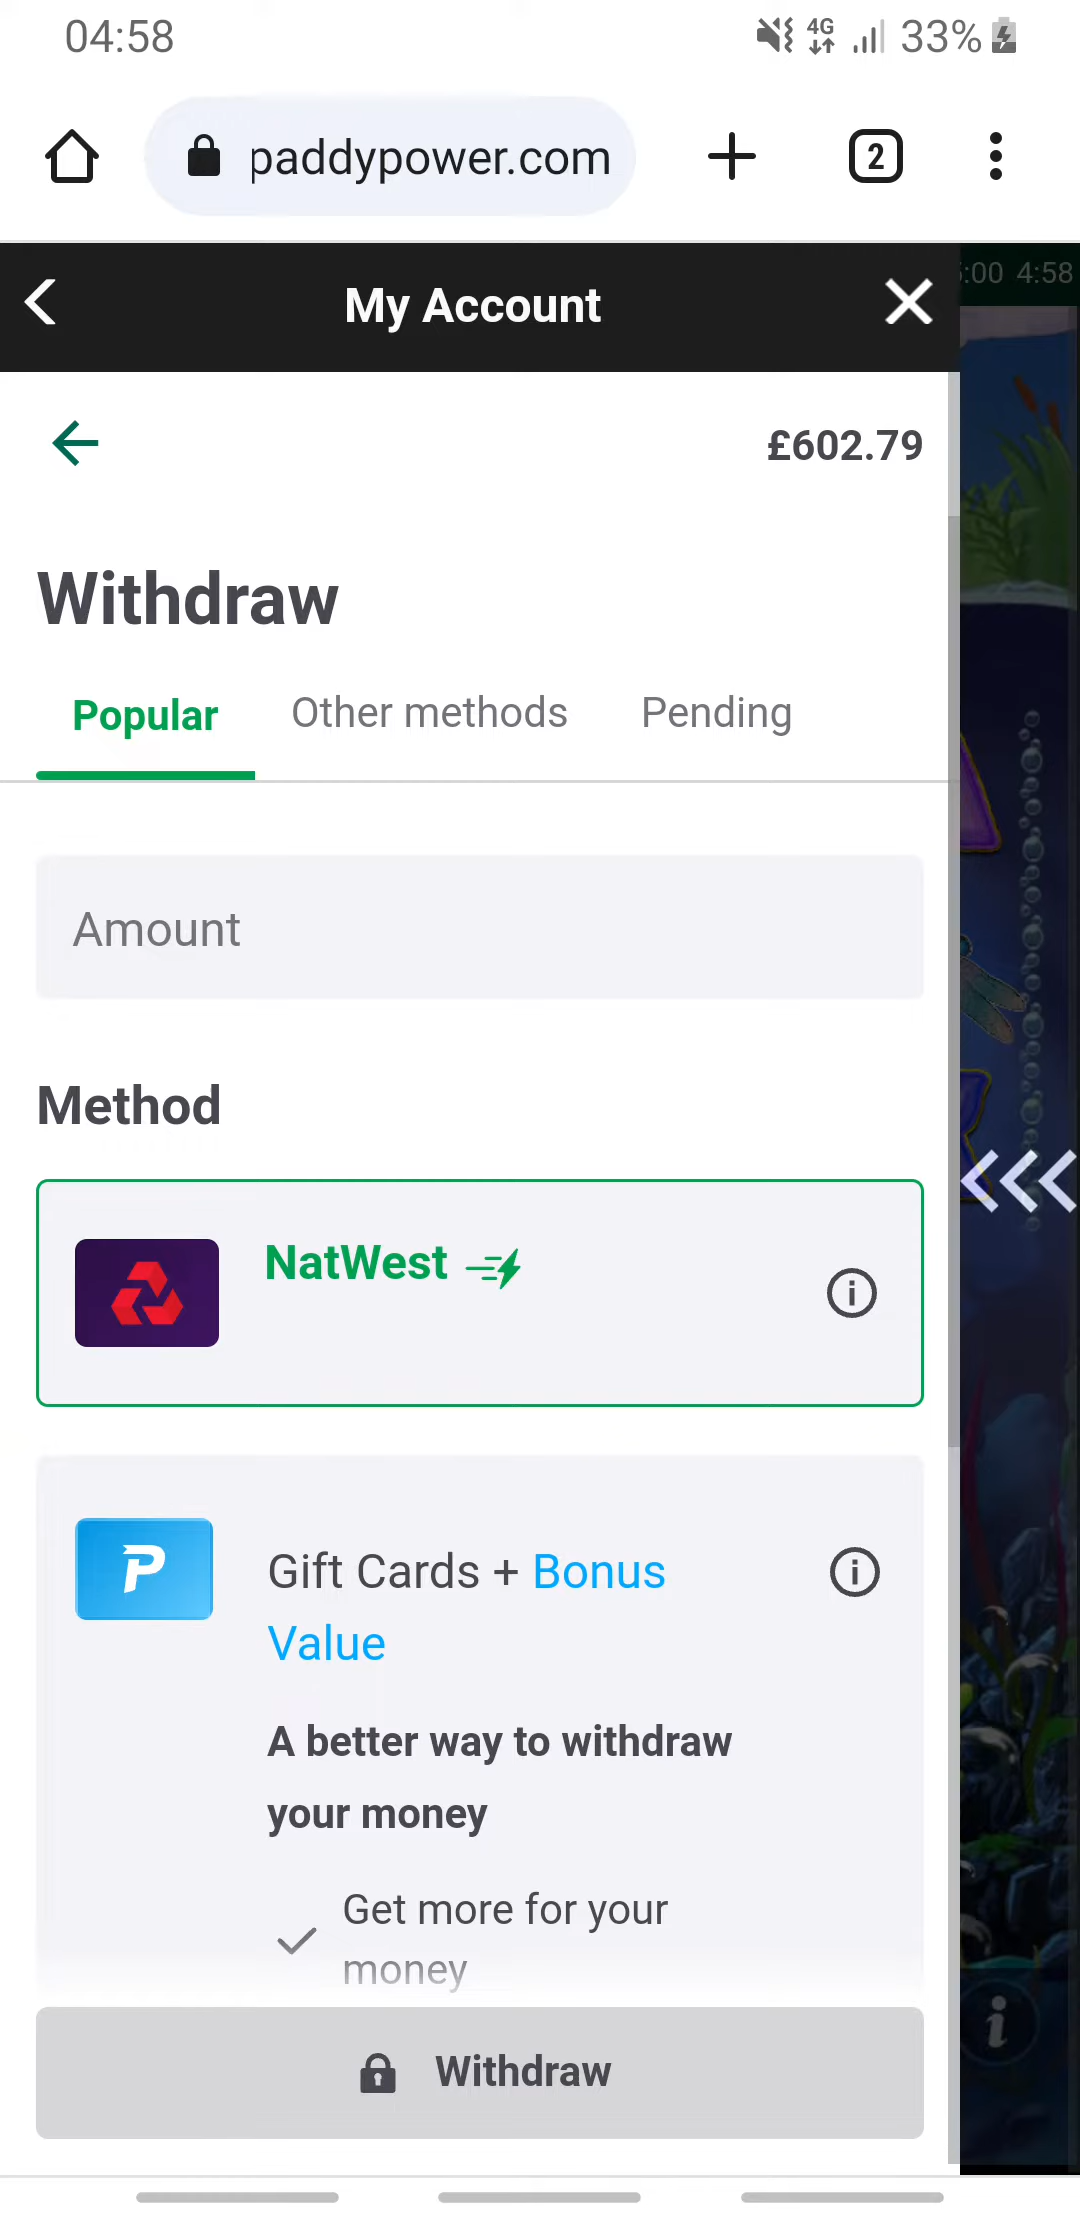 04:58
4G
33%
paddypower.com
2
My Account
:00 4:58
£602.79
Withdraw
Popular
Other methods
Pending
Amount
Method
NatWest
P
Gift Cards + Bonus
Value
A better way to withdraw
your money
Get more for your
money
Withdraw